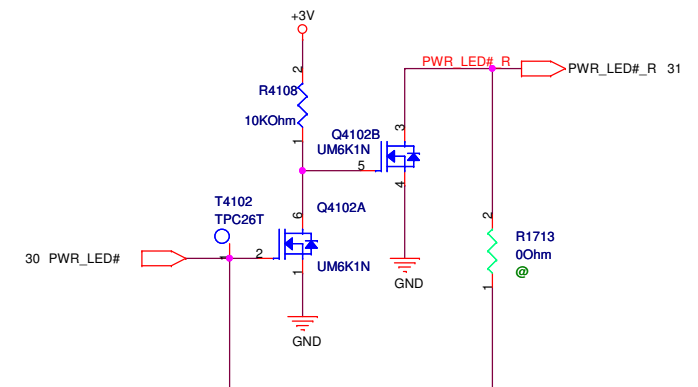 +3V
2
R4108
10KOhm
1
PWR_LED#_R
PWR_LED#_R 31
Q4102B
UM6K1N
3
5
4
T4102
TPC26T
Q4102A
6
30 PWR_LED#
1
2
UM6K1N
1
GND
GND
2
R1713
0Ohm
@
1